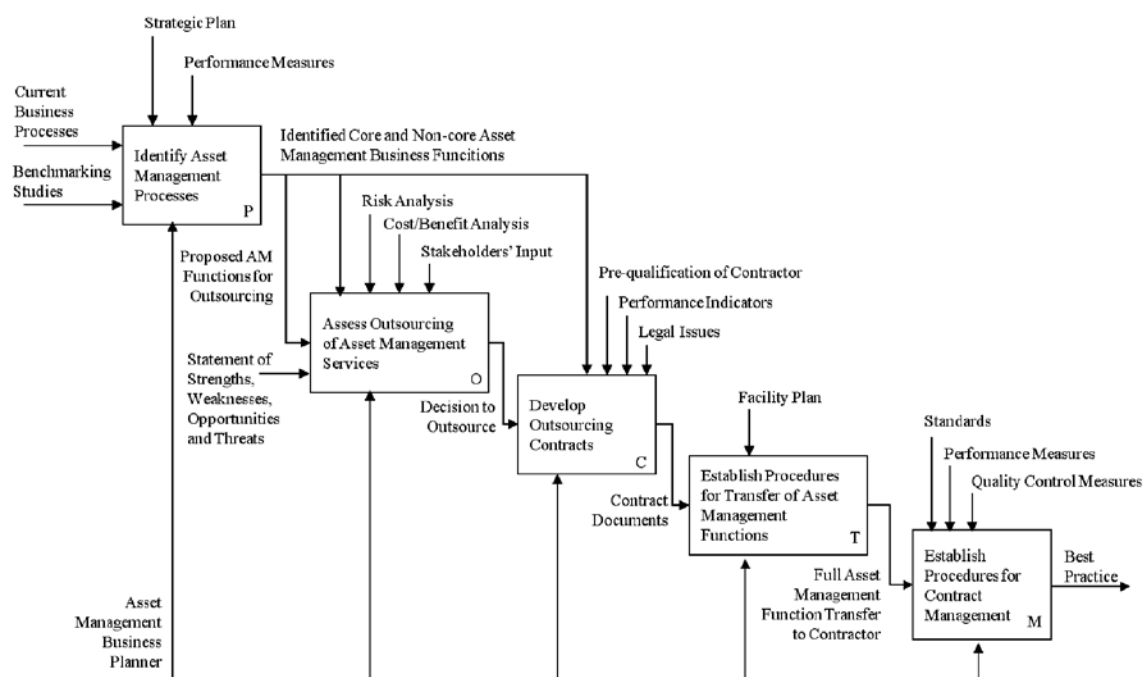 Strategic Plan
Performance Measures
Current
Business
Processes
Benchmarking
Studies
Identify Asset
Management
Processes
P
Identified Core and Non-core Asset
Management Business Funcitions
Risk Analysis
Cost/Benefit Analysis
Stakeholders' Input
Proposed AM
Functions for
Outsourcing
Pre-qualification of Contractor
Performance Indicators
Legal Issues
Assess Outsourcing
of Asset Management
Services
O
Statement of
Strengths,
Weaknesses,
Opportunities
and Threats
Decision to
Outsource
Develop
Outsourcing
Contracts
C
Facility Plan
Standards
Performance Measures
Quality Control Measures
Contract
Documents
Establish Procedures
for Transfer of Asset
Management
Functions
T
Full Asset
Management
Function Transfer
to Contractor
Establish
Procedures for
Contract
Management
M
Best
Practice
Asset
Management
Business
Planner